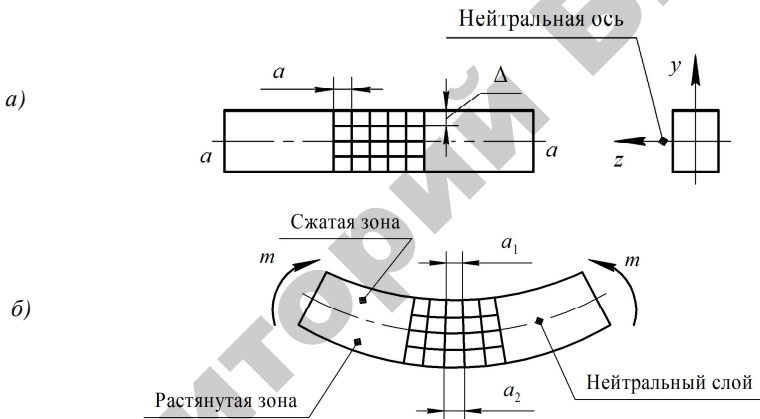 Нейтральная ось
а)
a
Δ
y
a
a
z
Сжатая зона
a1
m
m
б)
Нейтральный слой
a2
Растянутая зона